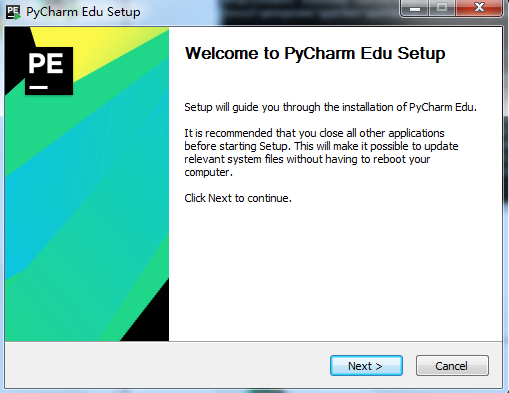 PyCharm Edu Setup
PE
Welcome to PyCharm Edu Setup
Setup will guide you through the installation of PyCharm Edu.
It is recommended that you close all other applications
before starting Setup. This will make it possible to update
relevant system files without having to reboot your
computer.
Click Next to continue.
Next >
Cancel